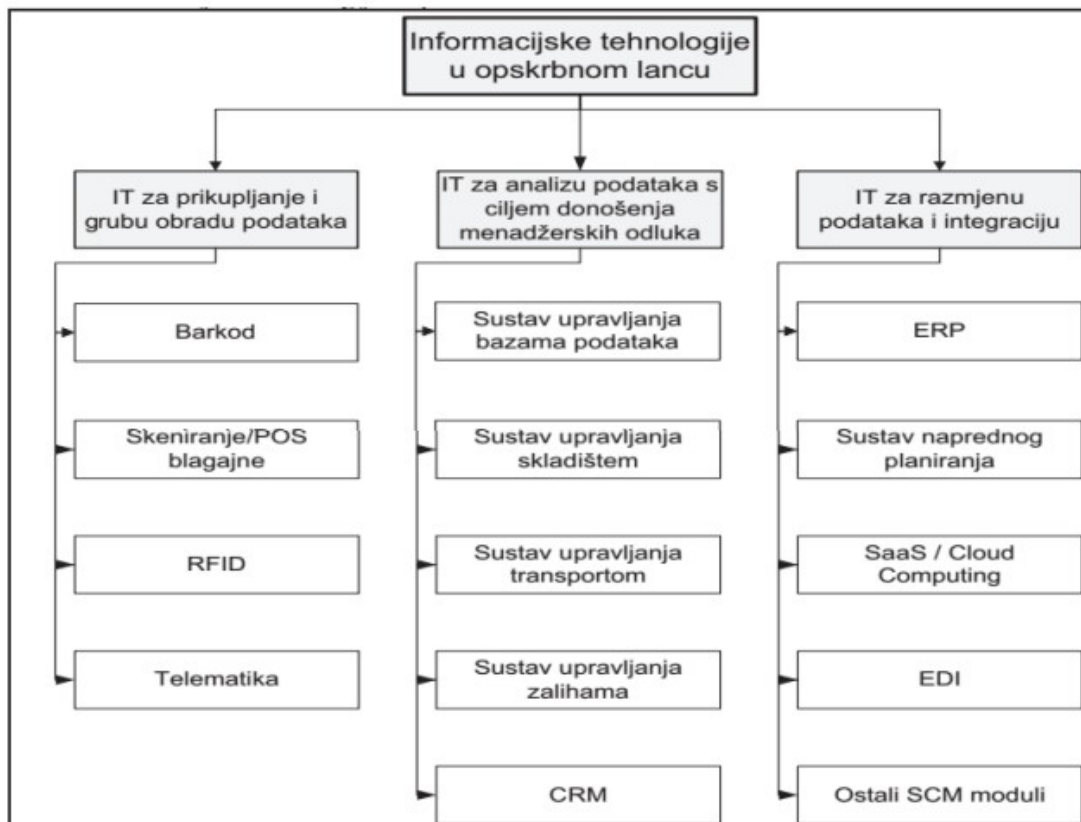 Informacijske tehnologije
u opskrbnom lancu
IT za prikupljanje i
grubu obradu podataka
Barkod
Skeniranje/POS
blagajne
RFID
Telematika
IT za analizu podataka s
ciljem donošenja
menadžerskih odluka
Sustav upravljanja
bazama podataka
Sustav upravljanja
skladištem
Sustav upravljanja
transportom
Sustav upravljanja
zalihama
CRM
IT za razmjenu
podataka i integraciju
ERP
Sustav naprednog
planiranja
SaaS / Cloud
Computing
EDI
Ostali SCM moduli